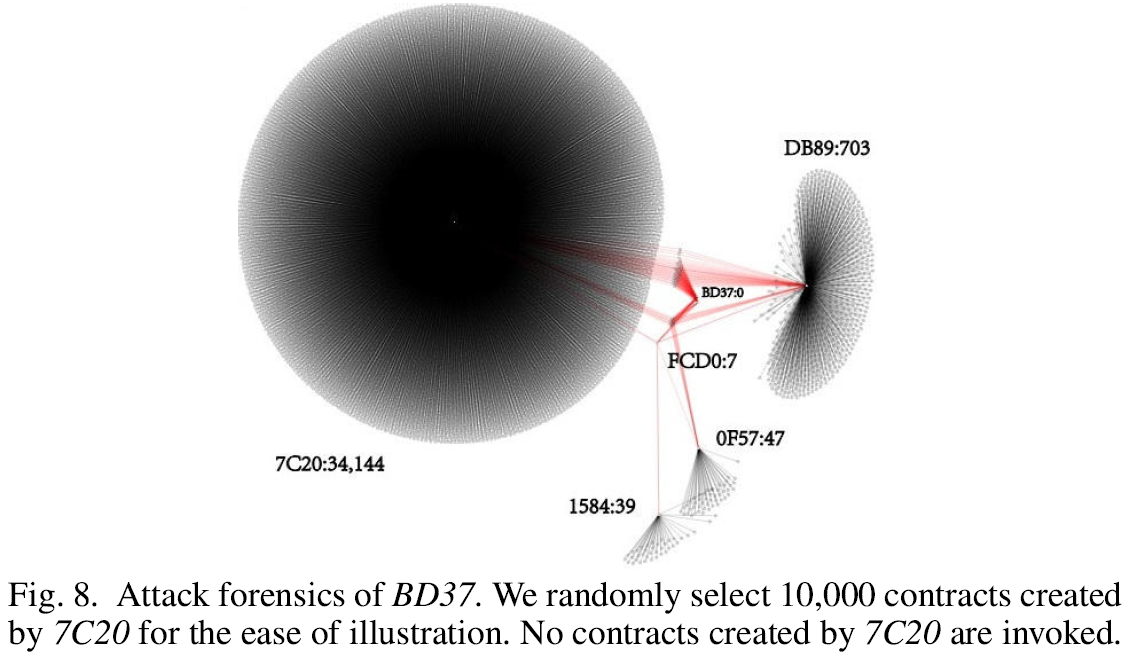 DB89:703
BD37:0
FCD0:7
0F57:47
7C20:34,144
1584:39
Fig. 8. Attack forensics of BD37. We randomly select 10,000 contracts created
by 7C20 for the ease of illustration. No contracts created by 7C20 are invoked.